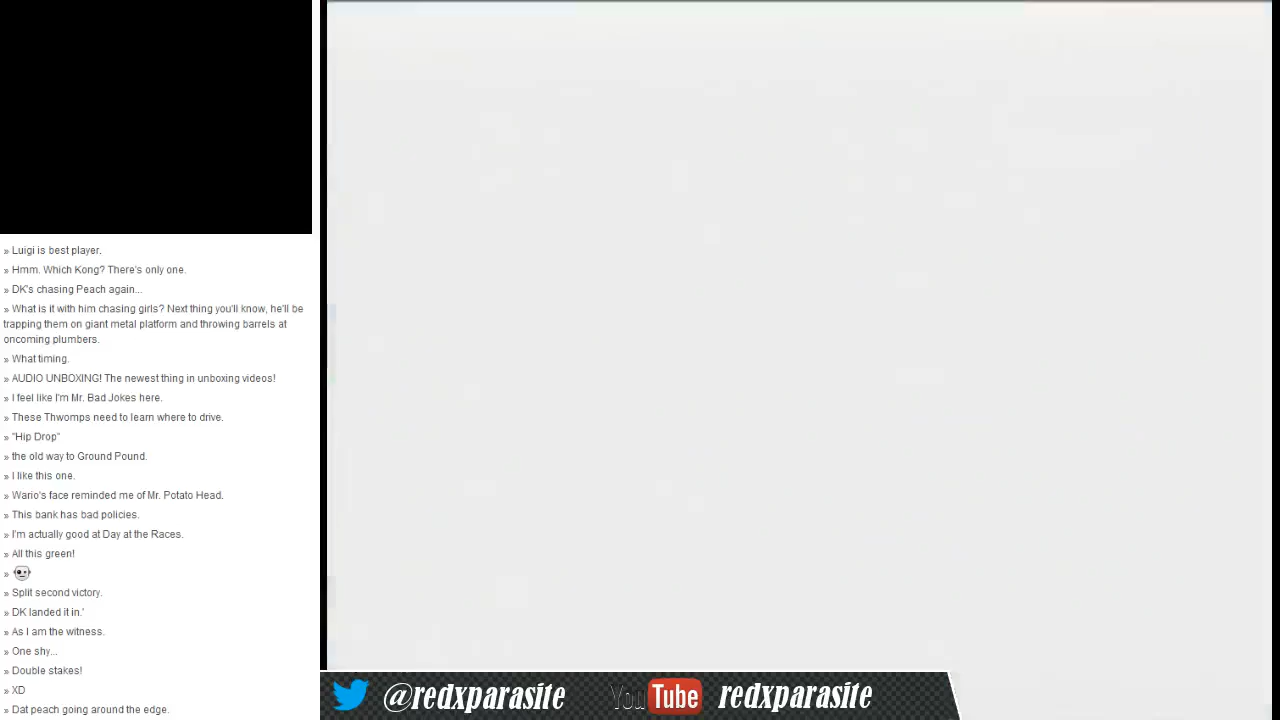 » Luigi is best player.
» Hmm. Which Kong? There's only one.
» DK's chasing Peach again...
» What is it with him chasing girls? Next thing you'll know, he'll be
trapping them on giant metal platform and throwing barrels at
oncoming plumbers.
» What timing.
» AUDIO UNBOXING! The newest thing in unboxing videos!
» I feel like I'm Mr. Bad Jokes here.
» These Thwomps need to learn where to drive.
» "Hip Drop"
» the old way to Ground Pound.
» I like this one.
» Wario's face reminded me of Mr. Potato Head.
» This bank has bad policies.
» I'm actually good at Day at the Races.
» All this green!
»
» Split second victory.
» DK landed it in.'
» As I am the witness.
» One shy...
» Double stakes!
» XD
» Dat peach going around the edge.
@redxparasite YouTube redxparasite